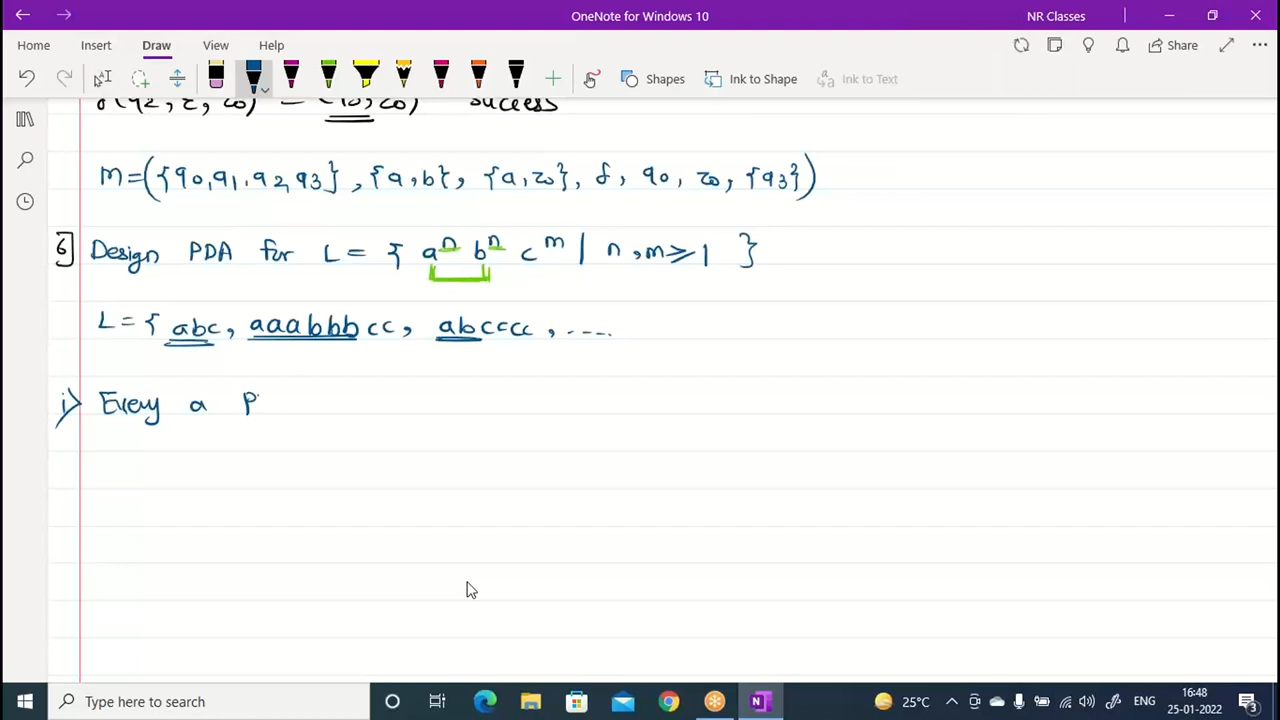 OneNote for Windows 10
NR Classes
Home Insert Draw View Help
Share
Shapes
Ink to Shape
Ink to Text
success
M=({q0,q1,q2,q3}, {a,b}, {a,z0}, δ, q0, z0, {q3})
6] Design PDA for L = { a^n b^n c^m | n,m≥1 }
L={ abc, aaabbbcc, abcccc, ....
i) Every a P
Type here to search
25°C
ENG
16:48
25-01-2022
3